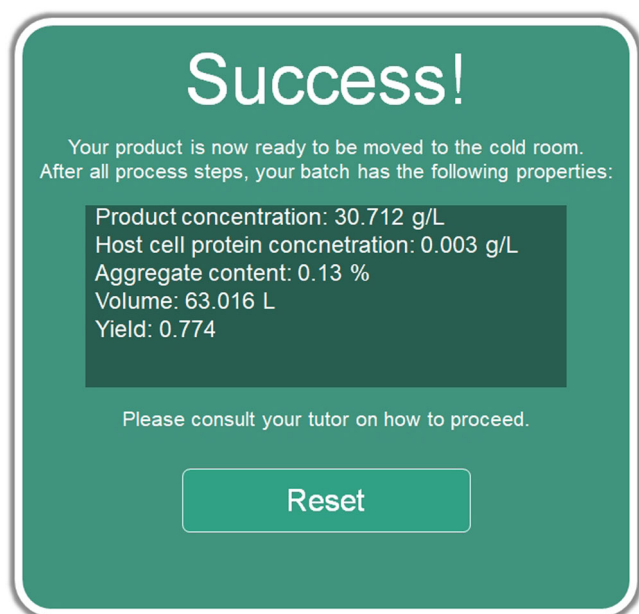 Success!
Your product is now ready to be moved to the cold room.
After all process steps, your batch has the following properties:
Product concentration: 30.712 g/L
Host cell protein concnetration: 0.003 g/L
Aggregate content: 0.13 %
Volume: 63.016 L
Yield: 0.774
Please consult your tutor on how to proceed.
Reset